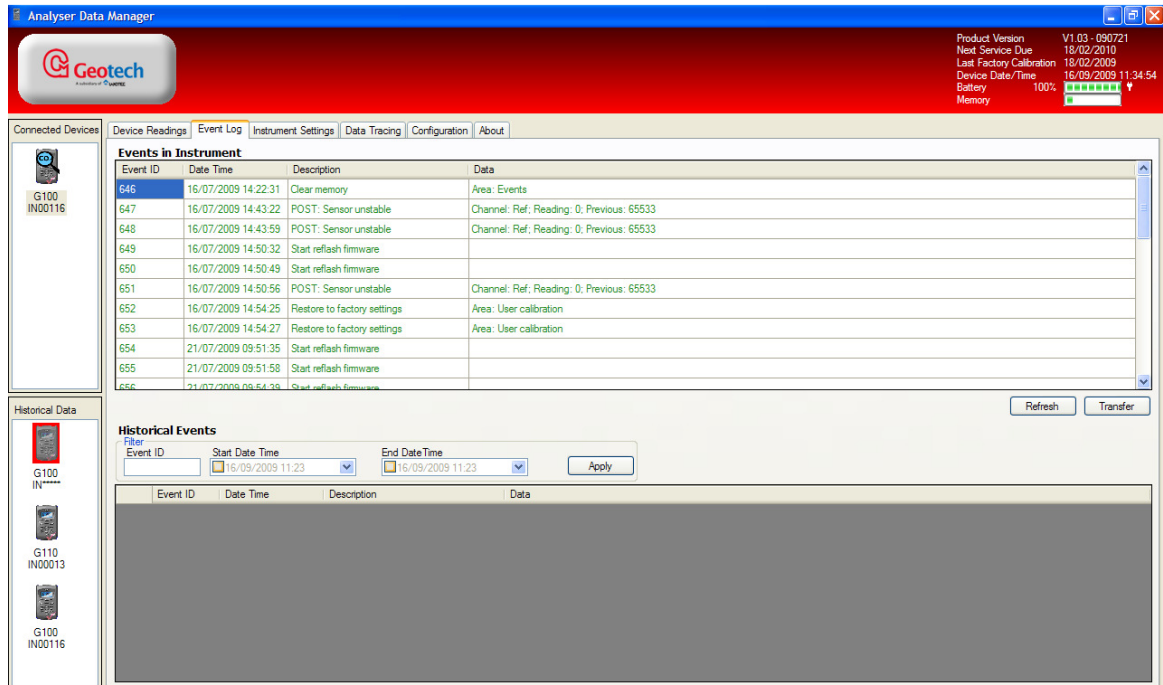 Analyser Data Manager
Geotech
Product Version V1.03 - 090721
Next Service Due 18/02/2010
Last Factory Calibration 18/02/2009
Device Date/Time 16/09/2009 11:34:54
Battery 100%
Memory
Connected Devices
CO2
G100
IN00116
Device Readings Event Log Instrument Settings Data Tracing Configuration About
Events in Instrument
Event ID Date Time Description Data
646 16/07/2009 14:22:31 Clear memory Area: Events
647 16/07/2009 14:43:22 POST: Sensor unstable Channel: Ref; Reading: 0; Previous: 65533
648 16/07/2009 14:43:59 POST: Sensor unstable Channel: Ref; Reading: 0; Previous: 65533
649 16/07/2009 14:50:32 Start reflash firmware
650 16/07/2009 14:50:49 Start reflash firmware
651 16/07/2009 14:50:56 POST: Sensor unstable Channel: Ref; Reading: 0; Previous: 65533
652 16/07/2009 14:54:25 Restore to factory settings Area: User calibration
653 16/07/2009 14:54:27 Restore to factory settings Area: User calibration
654 21/07/2009 09:51:35 Start reflash firmware
655 21/07/2009 09:51:58 Start reflash firmware
656 21/07/2009 09:54:39 Start reflash firmware
Refresh Transfer
Historical Data
G100
IN*****
G110
IN00013
G100
IN00116
Historical Events
Filter
Event ID Start Date Time End DateTime
16/09/2009 11:23 16/09/2009 11:23 Apply
Event ID Date Time Description Data